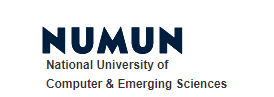 NUMUN
National University of
Computer & Emerging Sciences